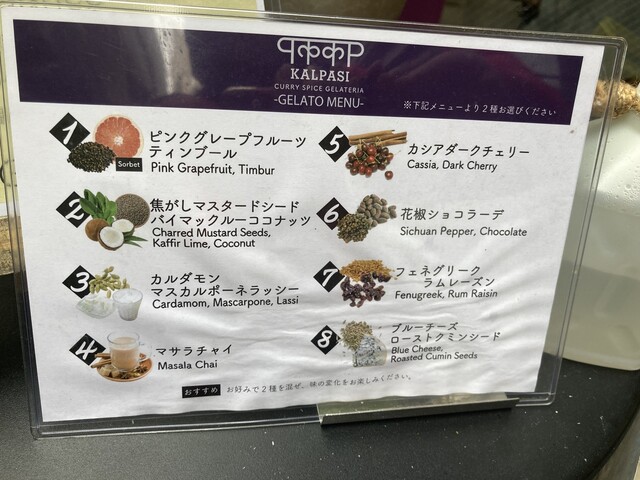 KALPASI
CURRY SPICE GELATERIA
-GELATO MENU-
※下記メニューより2種お選びください
1
Sorbet
ピンクグレープフルーツ
ティンブール
Pink Grapefruit, Timbur
2
焦がしマスタードシード
バイマックルーココナッツ
Charred Mustard Seeds,
Kaffir Lime, Coconut
3
カルダモン
マスカルポーネラッシー
Cardamom, Mascarpone, Lassi
4
マサラチャイ
Masala Chai
5
カシアダークチェリー
Cassia, Dark Cherry
6
花椒ショコラーデ
Sichuan Pepper, Chocolate
7
フェネグリーク
ラムレーズン
Fenugreek, Rum Raisin
8
ブルーチーズ
ローストクミンシード
Blue Cheese,
Roasted Cumin Seeds
おすすめ お好みで2種を混ぜ、味の変化をお楽しみください。